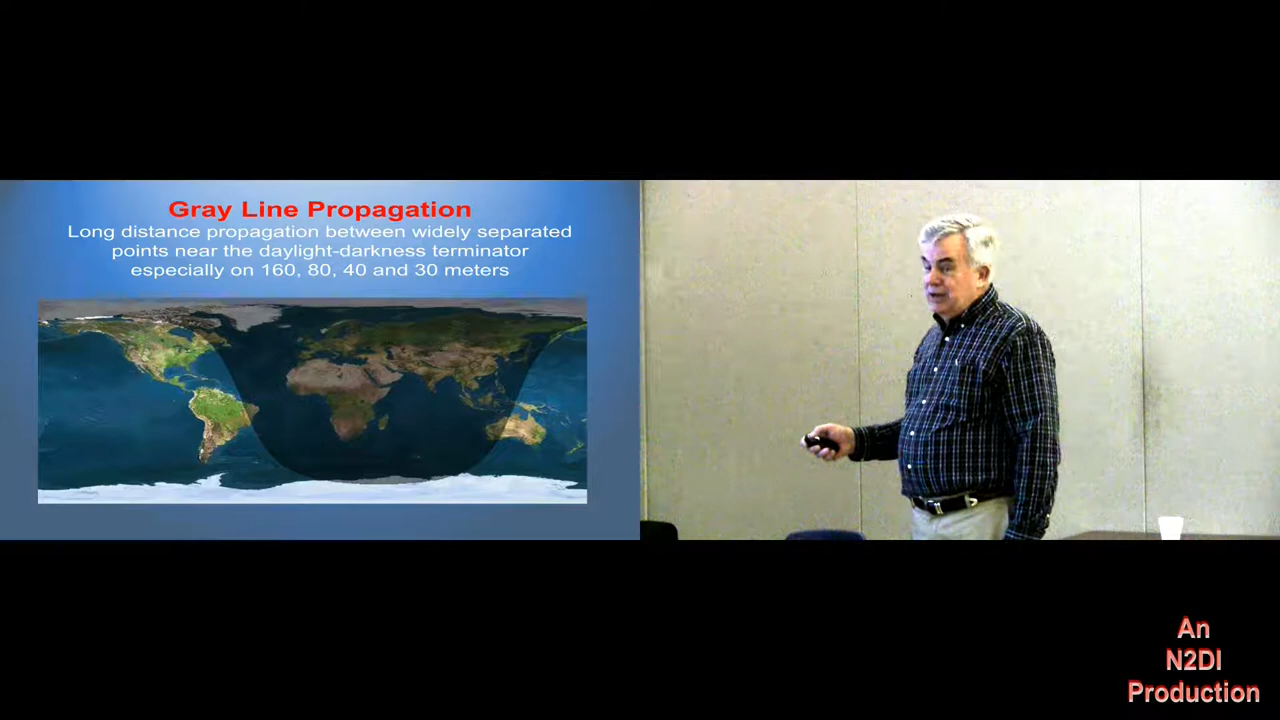 Gray Line Propagation
Long distance propagation between widely separated
points near the daylight-darkness terminator
especially on 160, 80, 40 and 30 meters
An
N2DI
Production